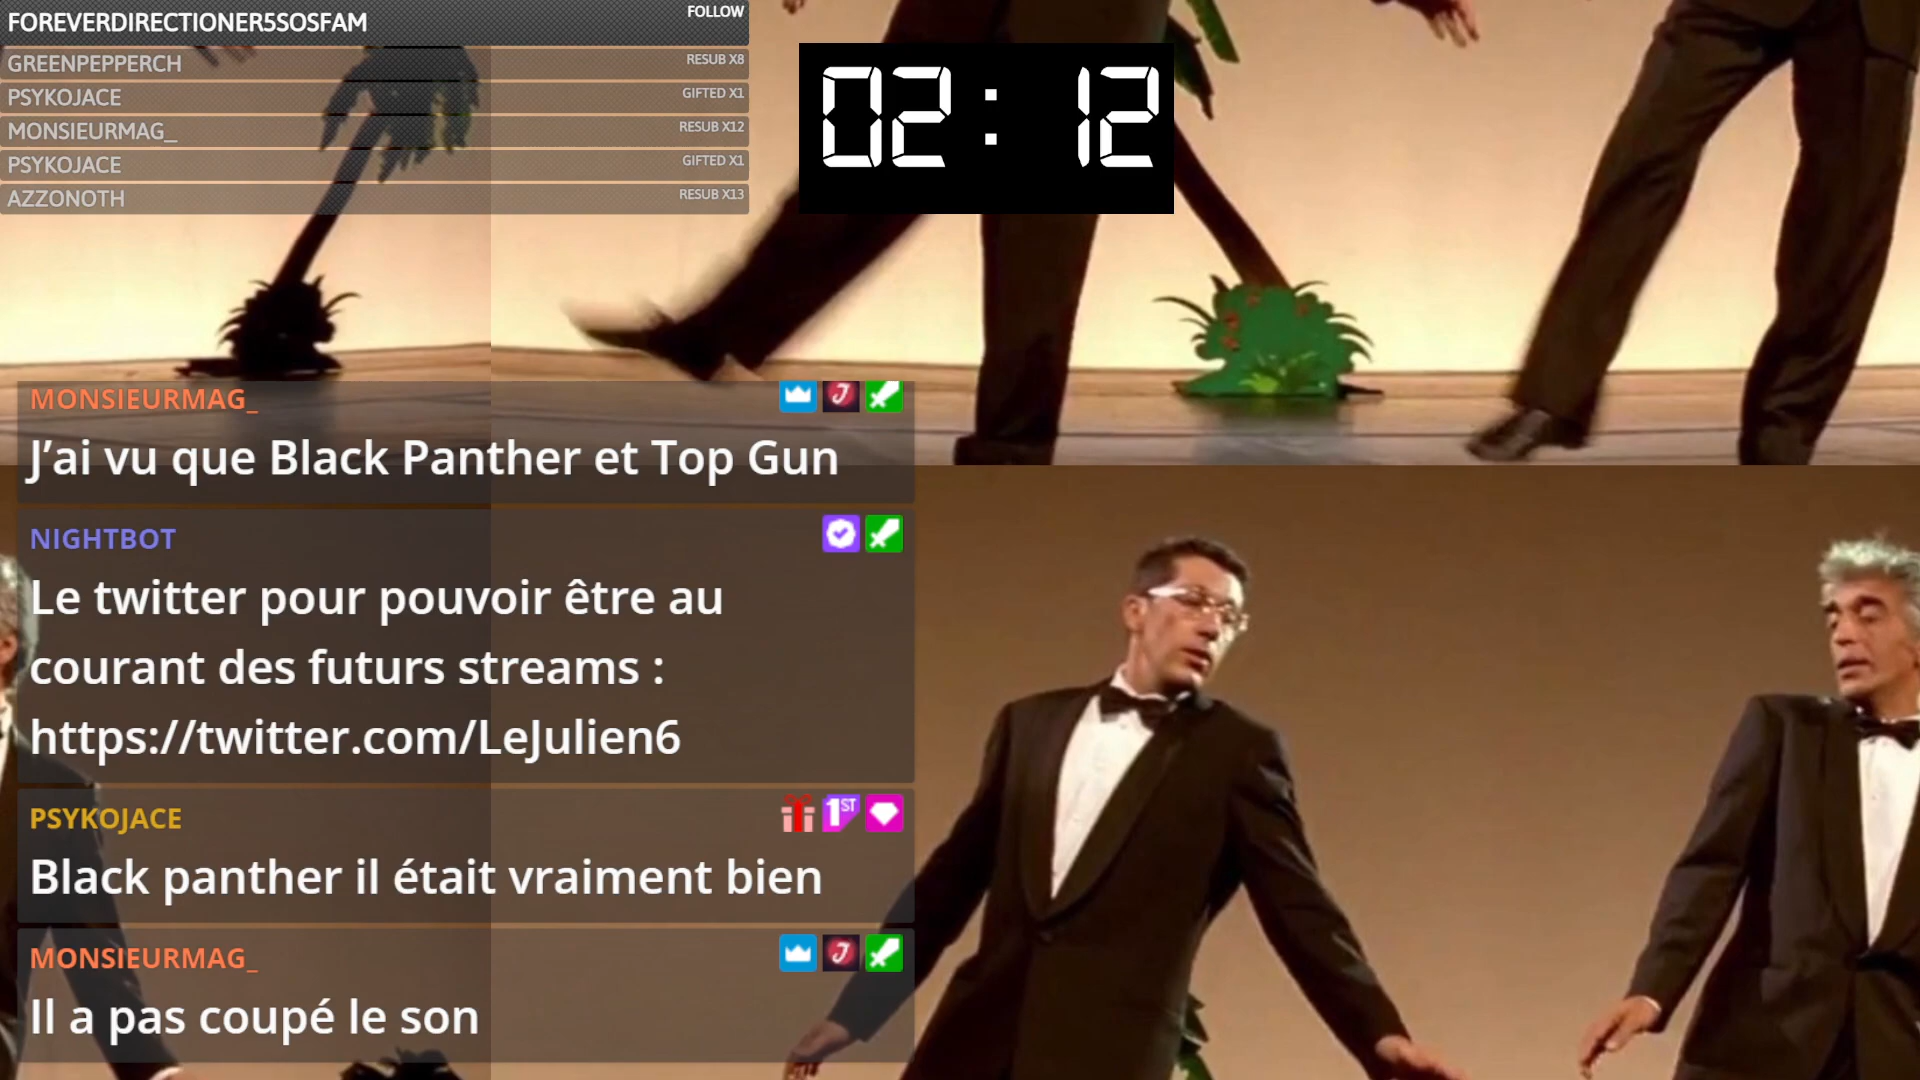 FOREVERDIRECTIONER5SOSFAM FOLLOW
GREENPEPPERCH RESUB X8
PSYKOJACE GIFTED X1
MONSIEURMAG_ RESUB X12
PSYKOJACE GIFTED X1
AZZONOTH RESUB X13
02:12
MONSIEURMAG_
J’ai vu que Black Panther et Top Gun
NIGHTBOT
Le twitter pour pouvoir être au
courant des futurs streams :
https://twitter.com/LeJulien6
PSYKOJACE
1ST
Black panther il était vraiment bien
MONSIEURMAG_
Il a pas coupé le son